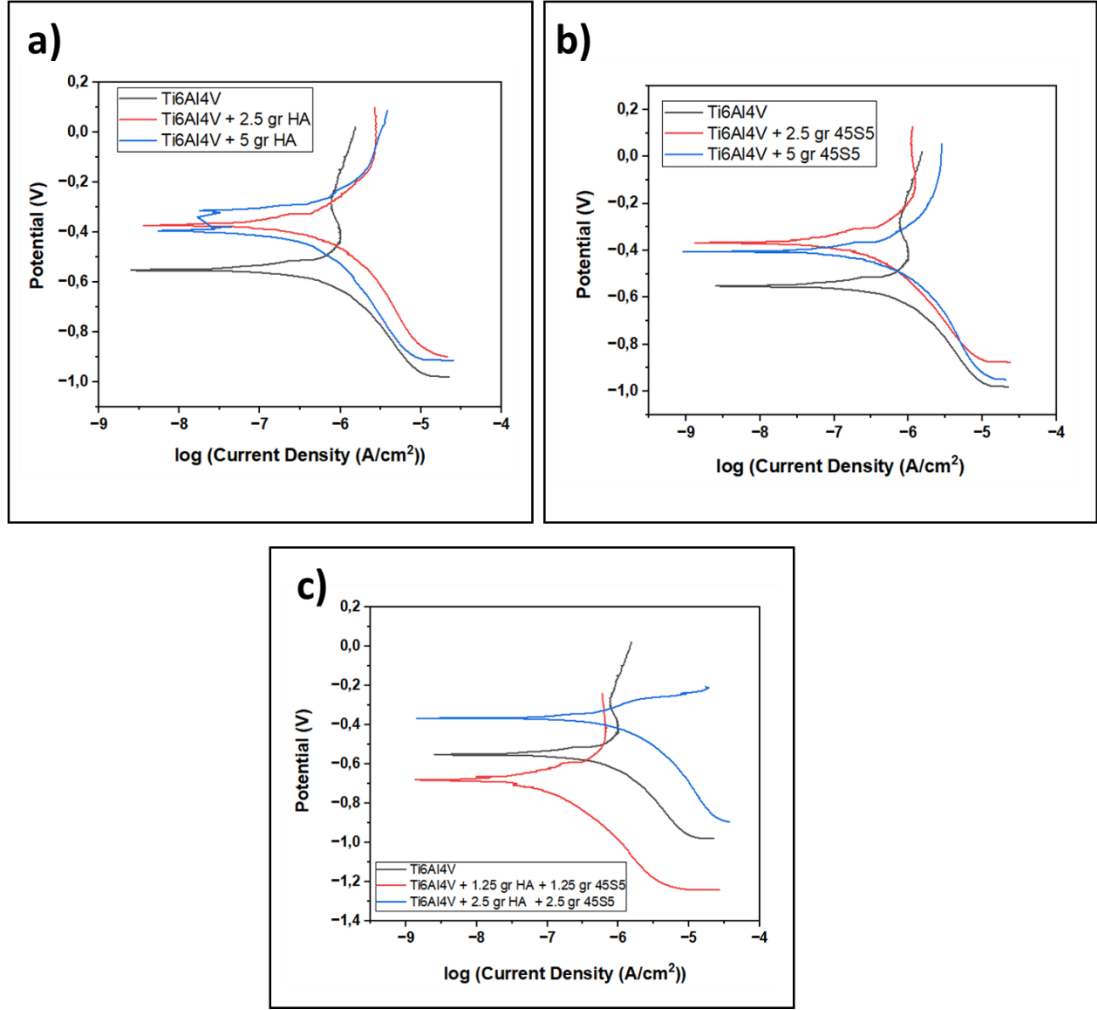 a)
0,2
0,0
−0,2
−0,4
−0,6
−0,8
−1,0
Potential (V)
Ti6Al4V
Ti6Al4V + 2.5 gr HA
Ti6Al4V + 5 gr HA
−9 −8 −7 −6 −5 −4
log (Current Density (A/cm²))
b)
0,2
0,0
−0,2
−0,4
−0,6
−0,8
−1,0
Potential (V)
Ti6Al4V
Ti6Al4V + 2.5 gr 45S5
Ti6Al4V + 5 gr 45S5
−9 −8 −7 −6 −5 −4
log (Current Density (A/cm²)
c)
0,2
0,0
−0,2
−0,4
−0,6
−0,8
−1,0
−1,2
−1,4
Potential (V)
Ti6Al4V
Ti6Al4V + 1.25 gr HA + 1.25 gr 45S5
Ti6Al4V + 2.5 gr HA + 2.5 gr 45S5
−9 −8 −7 −6 −5 −4
log (Current Density (A/cm²))